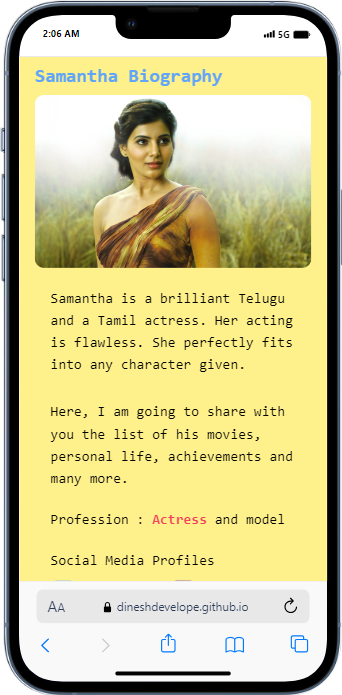 2:06 AM
5G
Samantha Biography
Samantha is a brilliant Telugu
and a Tamil actress. Her acting
is flawless. She perfectly fits
into any character given.
Here, I am going to share with
you the list of his movies,
personal life, achievements and
many more.
Profession : Actress and model
Social Media Profiles
AA
dineshdevelope.github.io